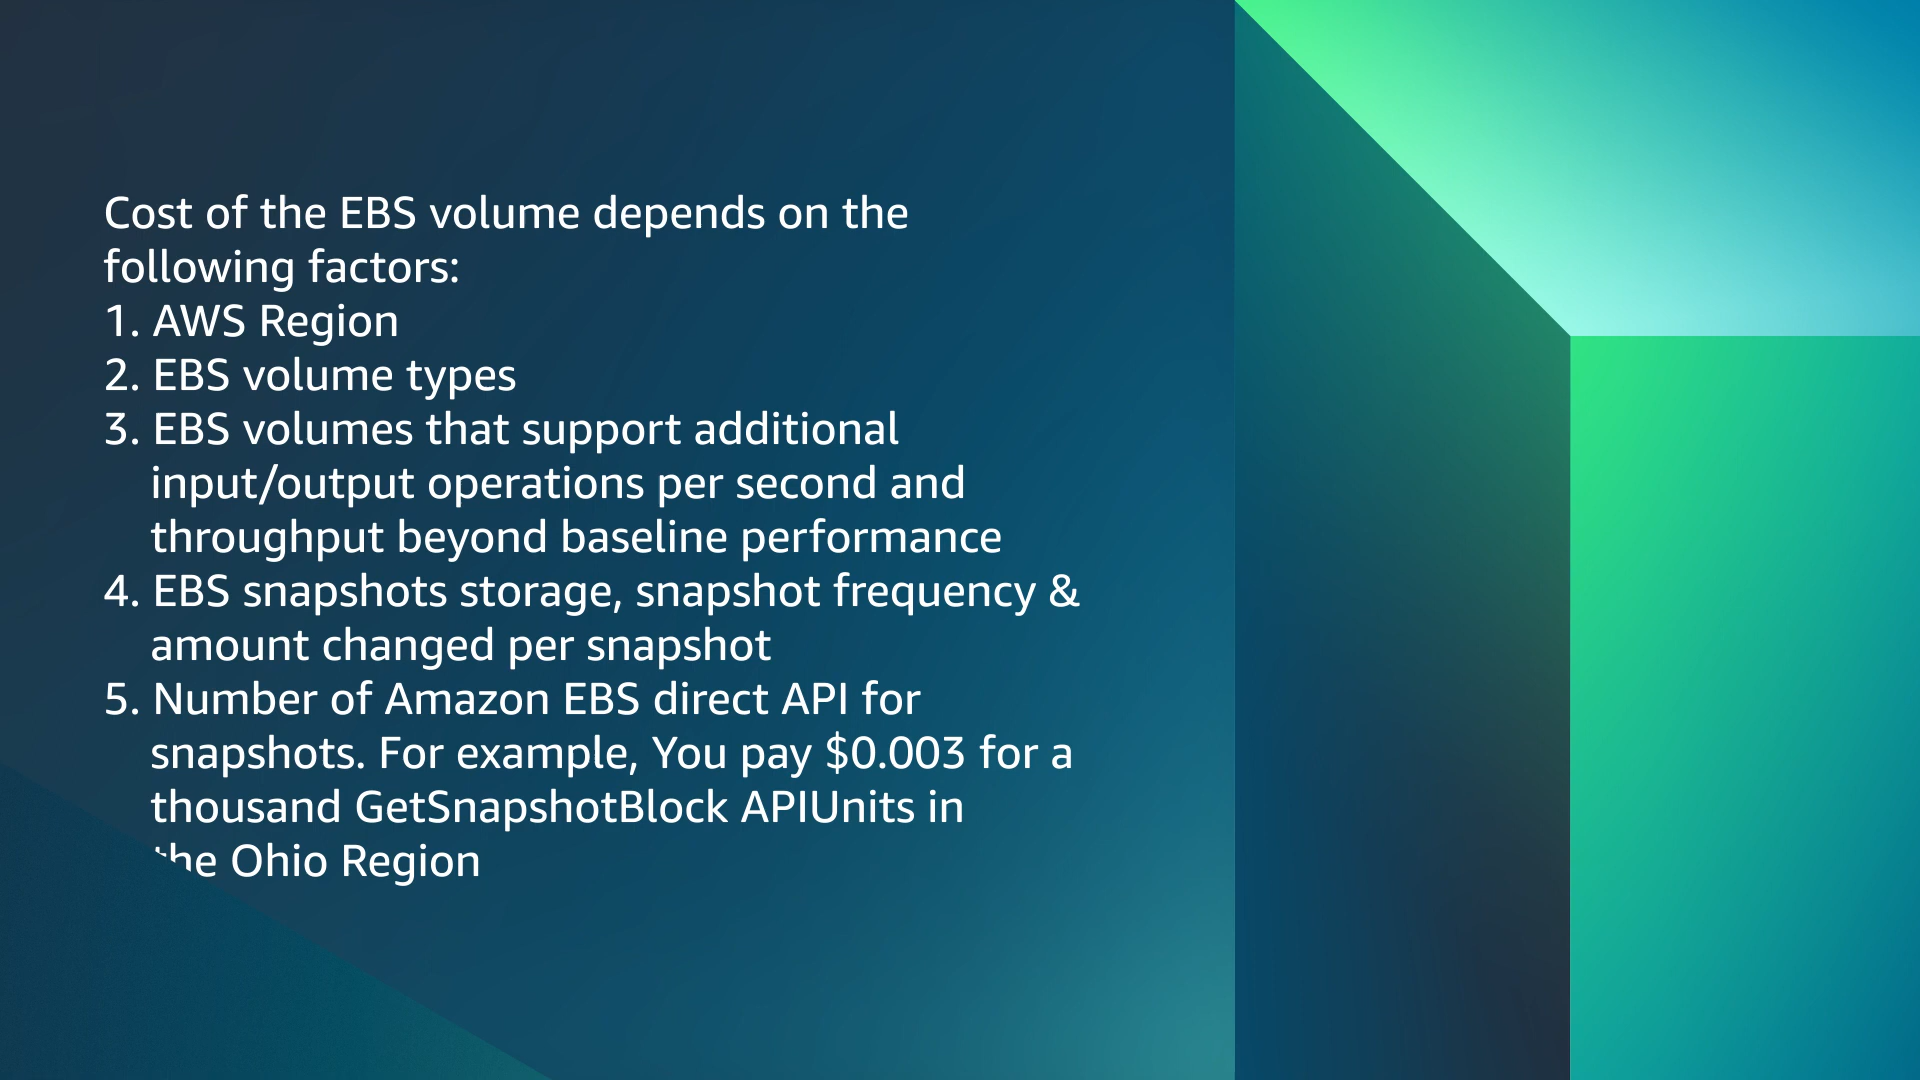 Cost of the EBS volume depends on the
following factors:
1. AWS Region
2. EBS volume types
3. EBS volumes that support additional
input/output operations per second and
throughput beyond baseline performance
4. EBS snapshots storage, snapshot frequency &
amount changed per snapshot
5. Number of Amazon EBS direct API for
snapshots. For example, You pay $0.003 for a
thousand GetSnapshotBlock APIUnits in
the Ohio Region